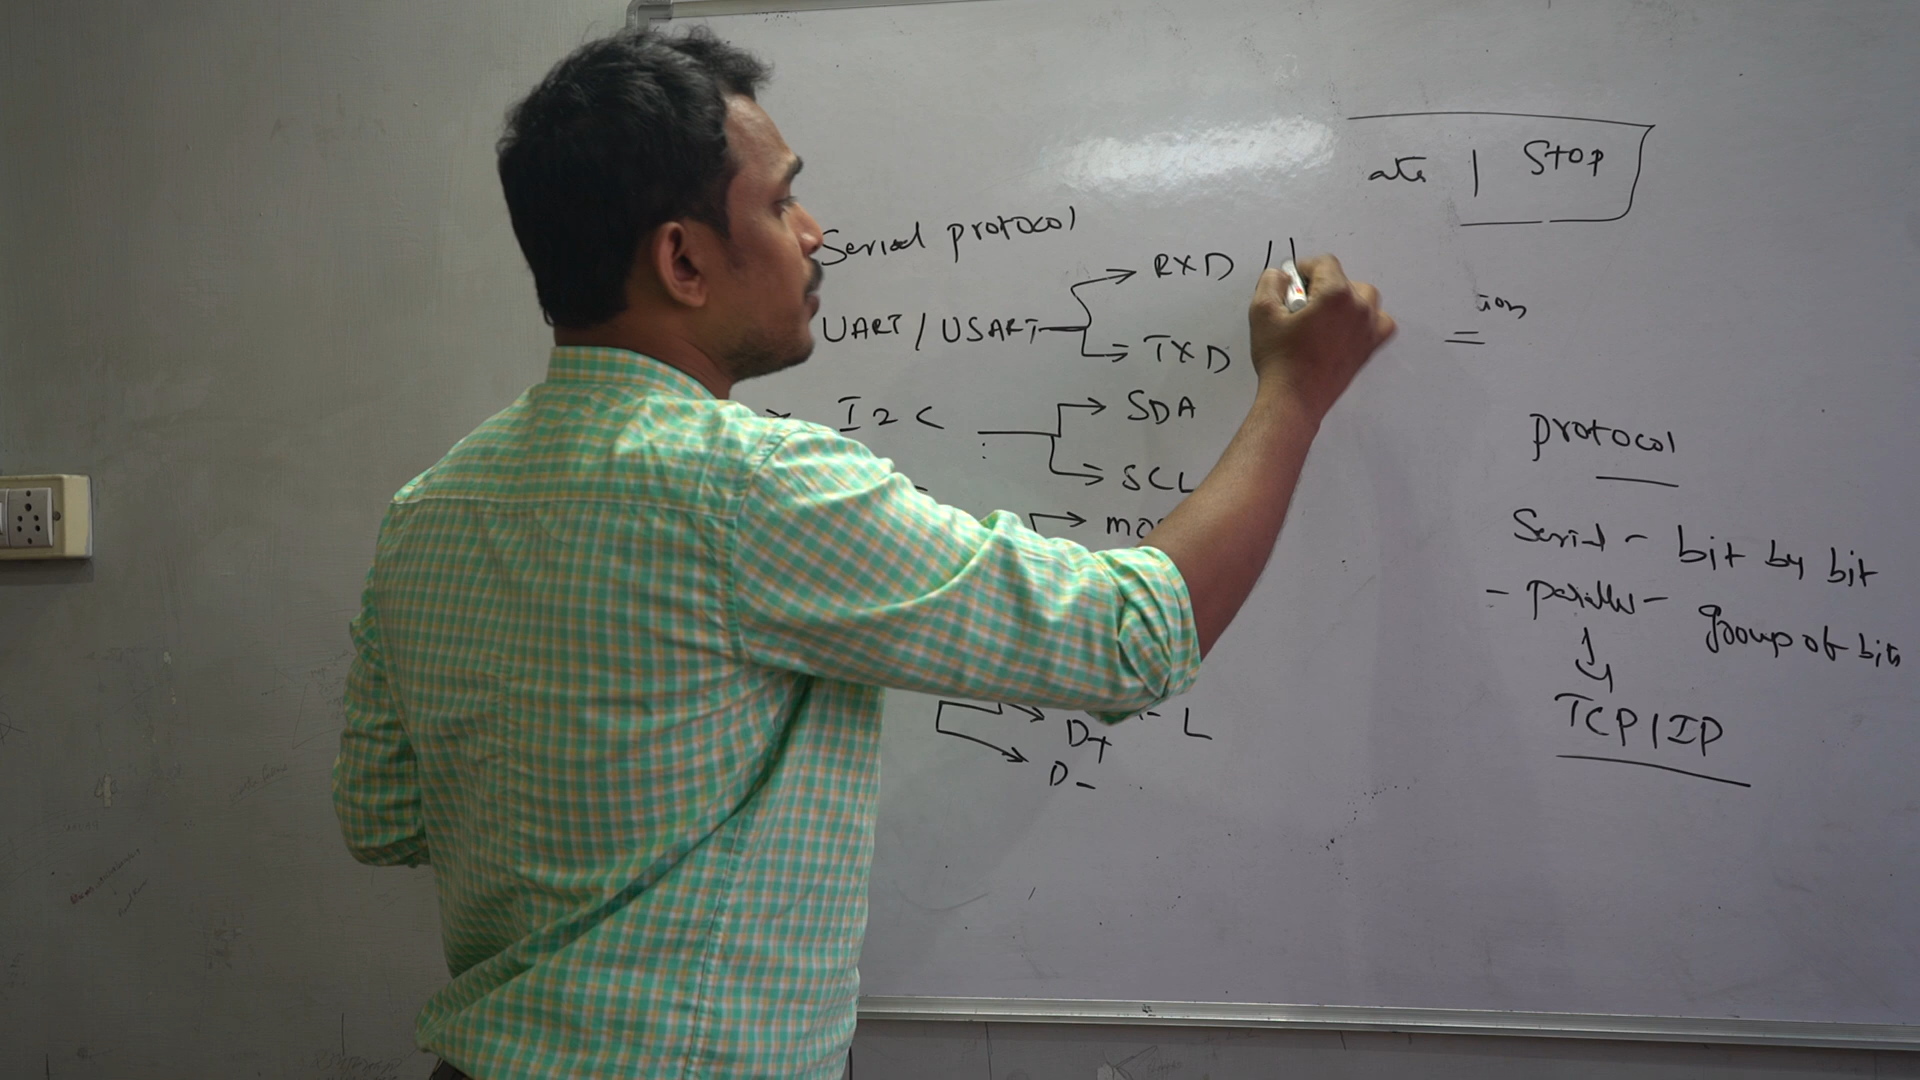 Stop
Serial protocol
RXD
UART / USART
TXD
I2C
SDA
SCL
D+
L
D-
protocol
Serial - bit by bit
- parallel - group of bits
TCP/IP